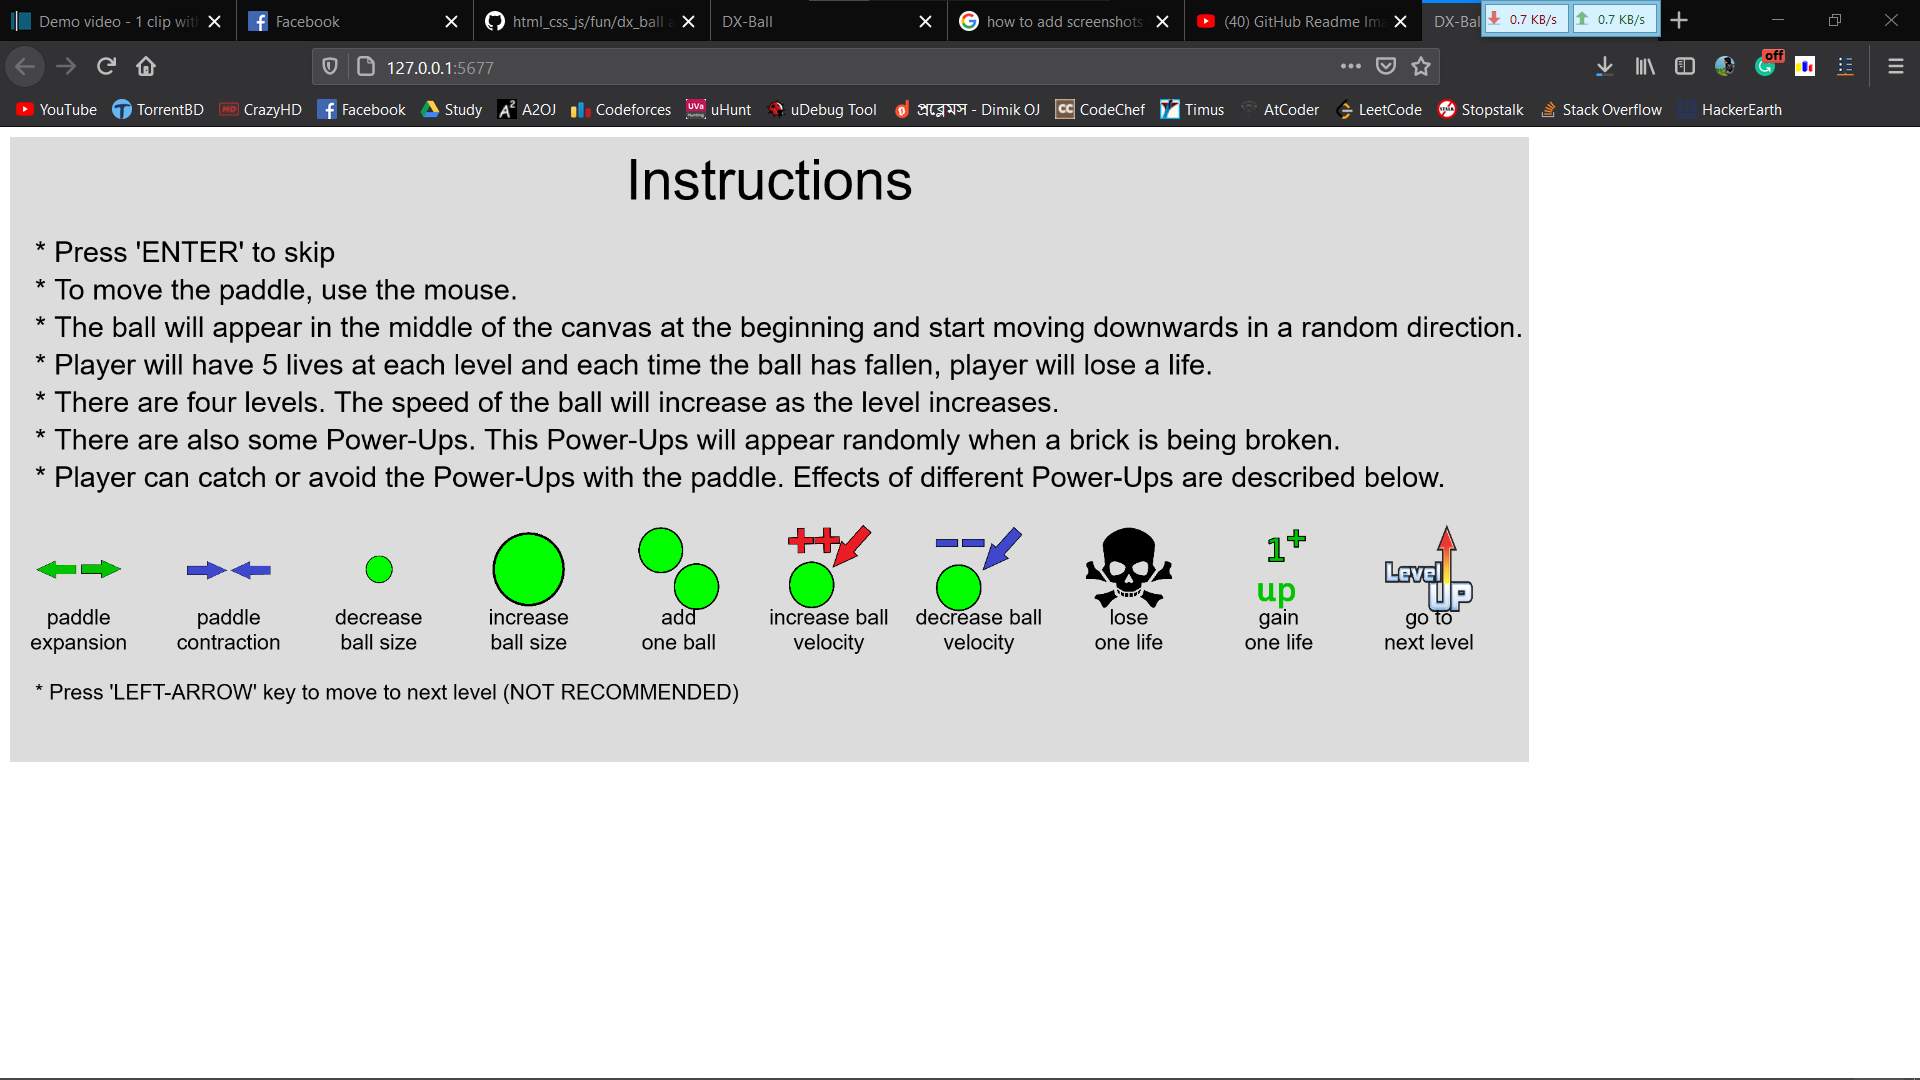 Demo video - 1 clip with
Facebook
html_css_js/fun/dx_ball a
DX-Ball
how to add screenshots
(40) GitHub Readme Im
DX-Bal
0.7 KB/s
0.7 KB/s
127.0.0.1:5677
off
YouTube
TorrentBD
HD
CrazyHD
Facebook
Study
A2OJ
Codeforces
UVa
uHunt
uDebug Tool
প্রব্লেমস - Dimik OJ
CC
CodeChef
Timus
AtCoder
LeetCode
Stopstalk
Stack Overflow
HackerEarth
Instructions
* Press 'ENTER' to skip
* To move the paddle, use the mouse.
* The ball will appear in the middle of the canvas at the beginning and start moving downwards in a random direction.
* Player will have 5 lives at each level and each time the ball has fallen, player will lose a life.
* There are four levels. The speed of the ball will increase as the level increases.
* There are also some Power-Ups. This Power-Ups will appear randomly when a brick is being broken.
* Player can catch or avoid the Power-Ups with the paddle. Effects of different Power-Ups are described below.
paddle
expansion
paddle
contraction
decrease
ball size
increase
ball size
add
one ball
++
increase ball
velocity
--
decrease ball
velocity
lose
one life
1+
up
gain
one life
Level
UP
go to
next level
* Press 'LEFT-ARROW' key to move to next level (NOT RECOMMENDED)